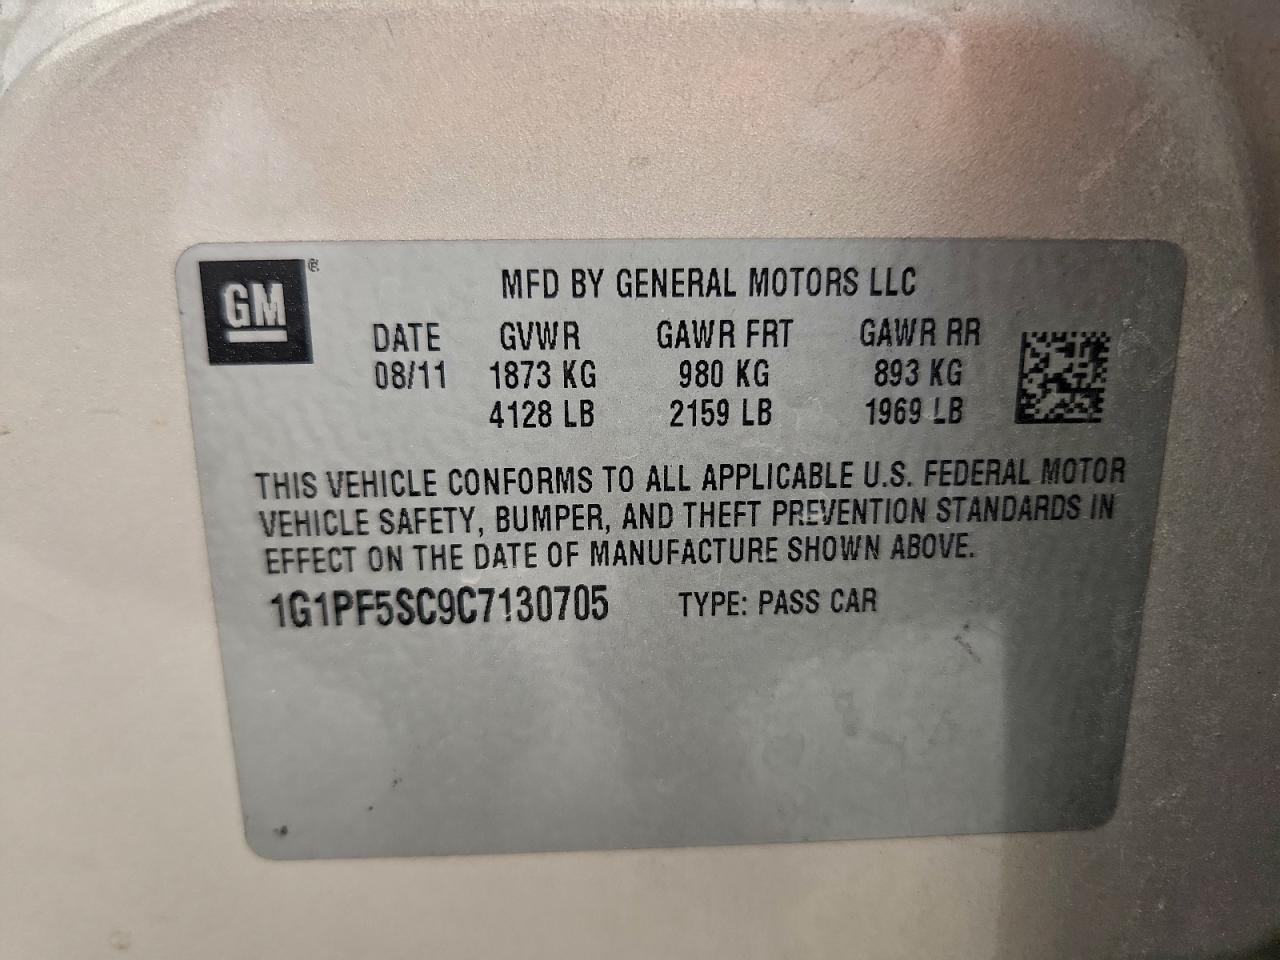 GM ®
MFD BY GENERAL MOTORS LLC
DATE GVWR GAWR FRT GAWR RR
08/11 1873 KG 980 KG 893 KG
4128 LB 2159 LB 1969 LB
THIS VEHICLE CONFORMS TO ALL APPLICABLE U.S. FEDERAL MOTOR
VEHICLE SAFETY, BUMPER, AND THEFT PREVENTION STANDARDS IN
EFFECT ON THE DATE OF MANUFACTURE SHOWN ABOVE.
1G1PF5SC9C7130705 TYPE: PASS CAR